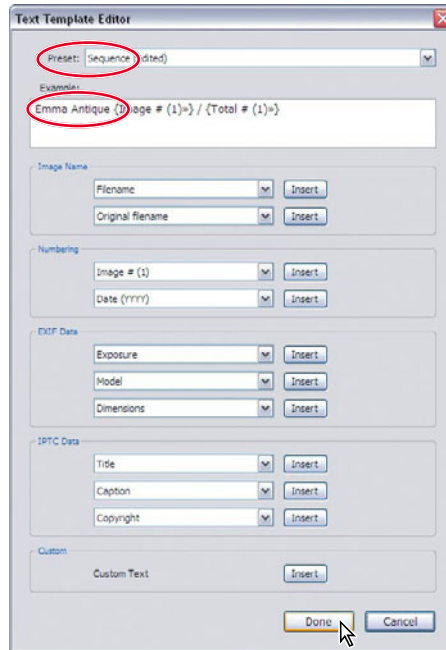 Text Template Editor
Preset: Sequence (edited)
Example:
Emma Antique {Image # (1)»} / {Total # (1)»}
Image Name
Filename Insert
Original filename Insert
Numbering
Image # (1) Insert
Date (YYYY) Insert
EXIF Data
Exposure Insert
Model Insert
Dimensions Insert
IPTC Data
Title Insert
Caption Insert
Copyright Insert
Custom
Custom Text Insert
Done Cancel